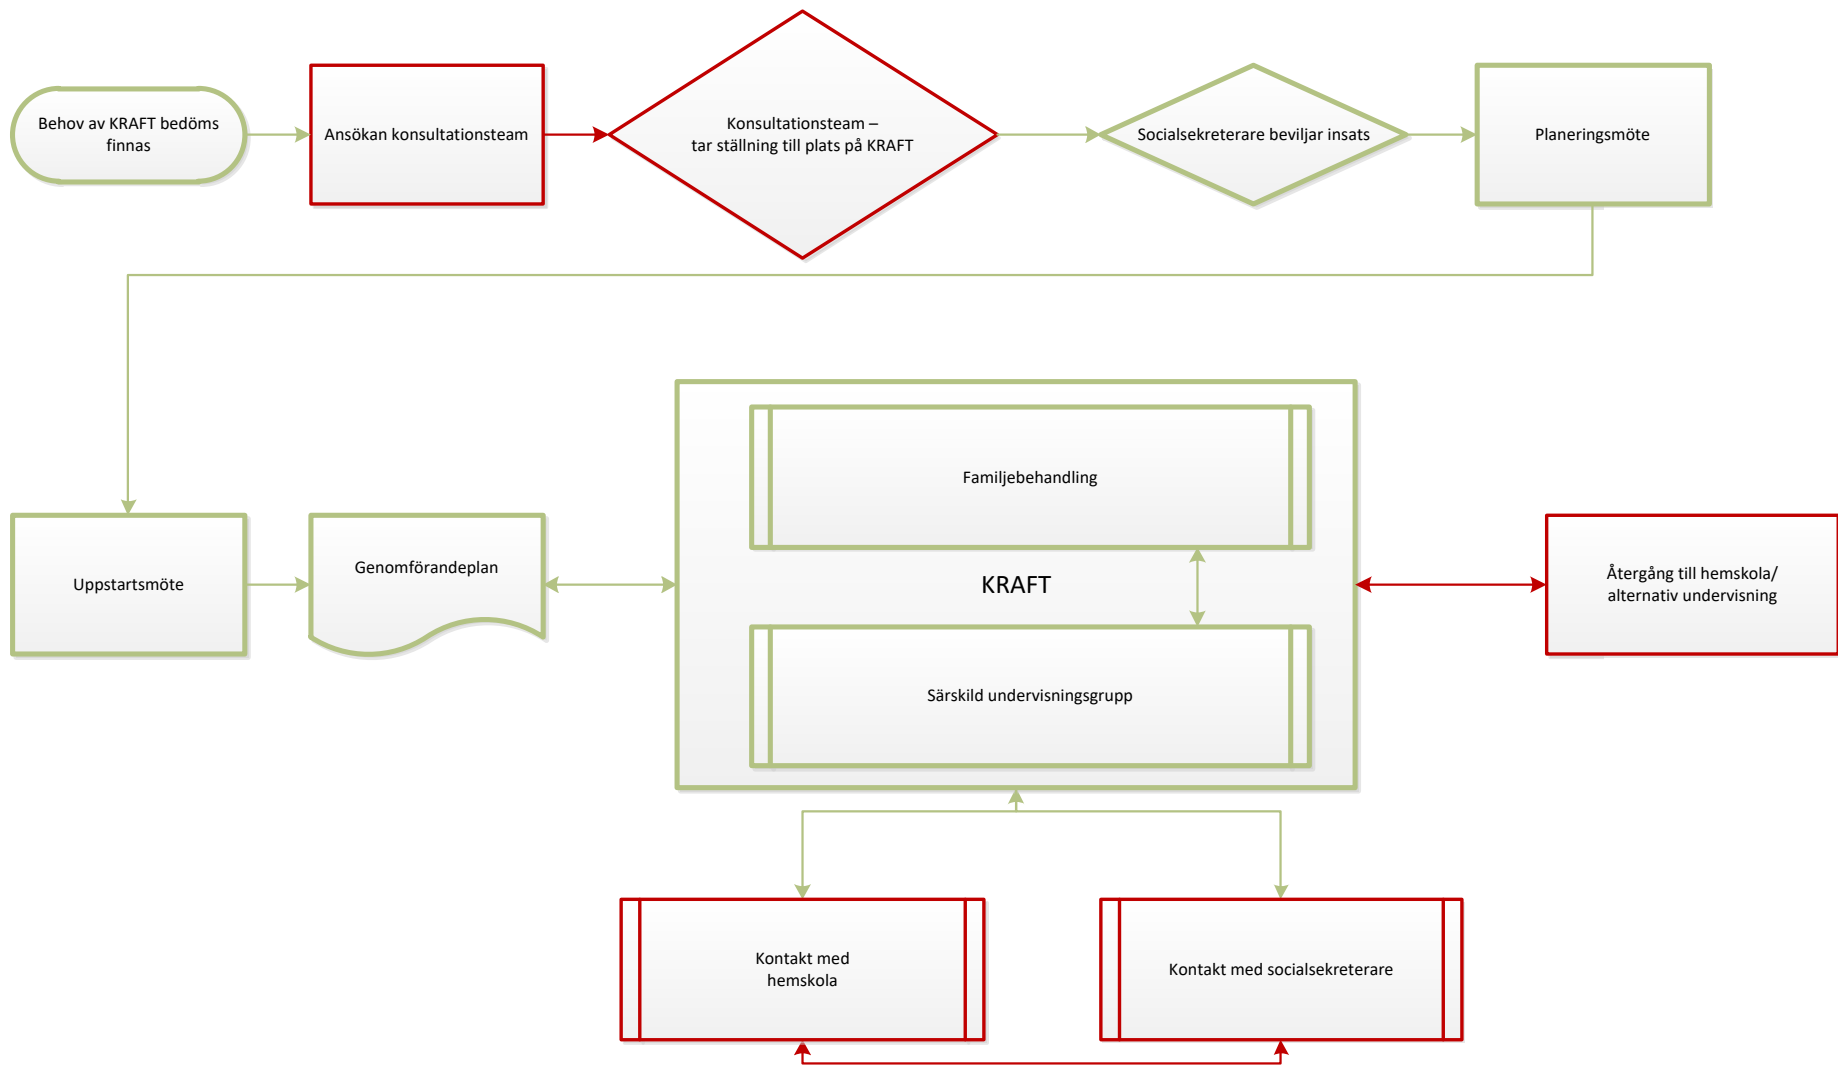 Behov av KRAFT bedöms
finnas
Ansökan konsultationsteam
Konsultationsteam –
tar ställning till plats på KRAFT
Socialsekreterare beviljar insats
Planeringsmöte
Uppstartsmöte
Genomförandeplan
Familjebehandling
KRAFT
Särskild undervisningsgrupp
Återgång till hemskola/
alternativ undervisning
Kontakt med
hemskola
Kontakt med socialsekreterare